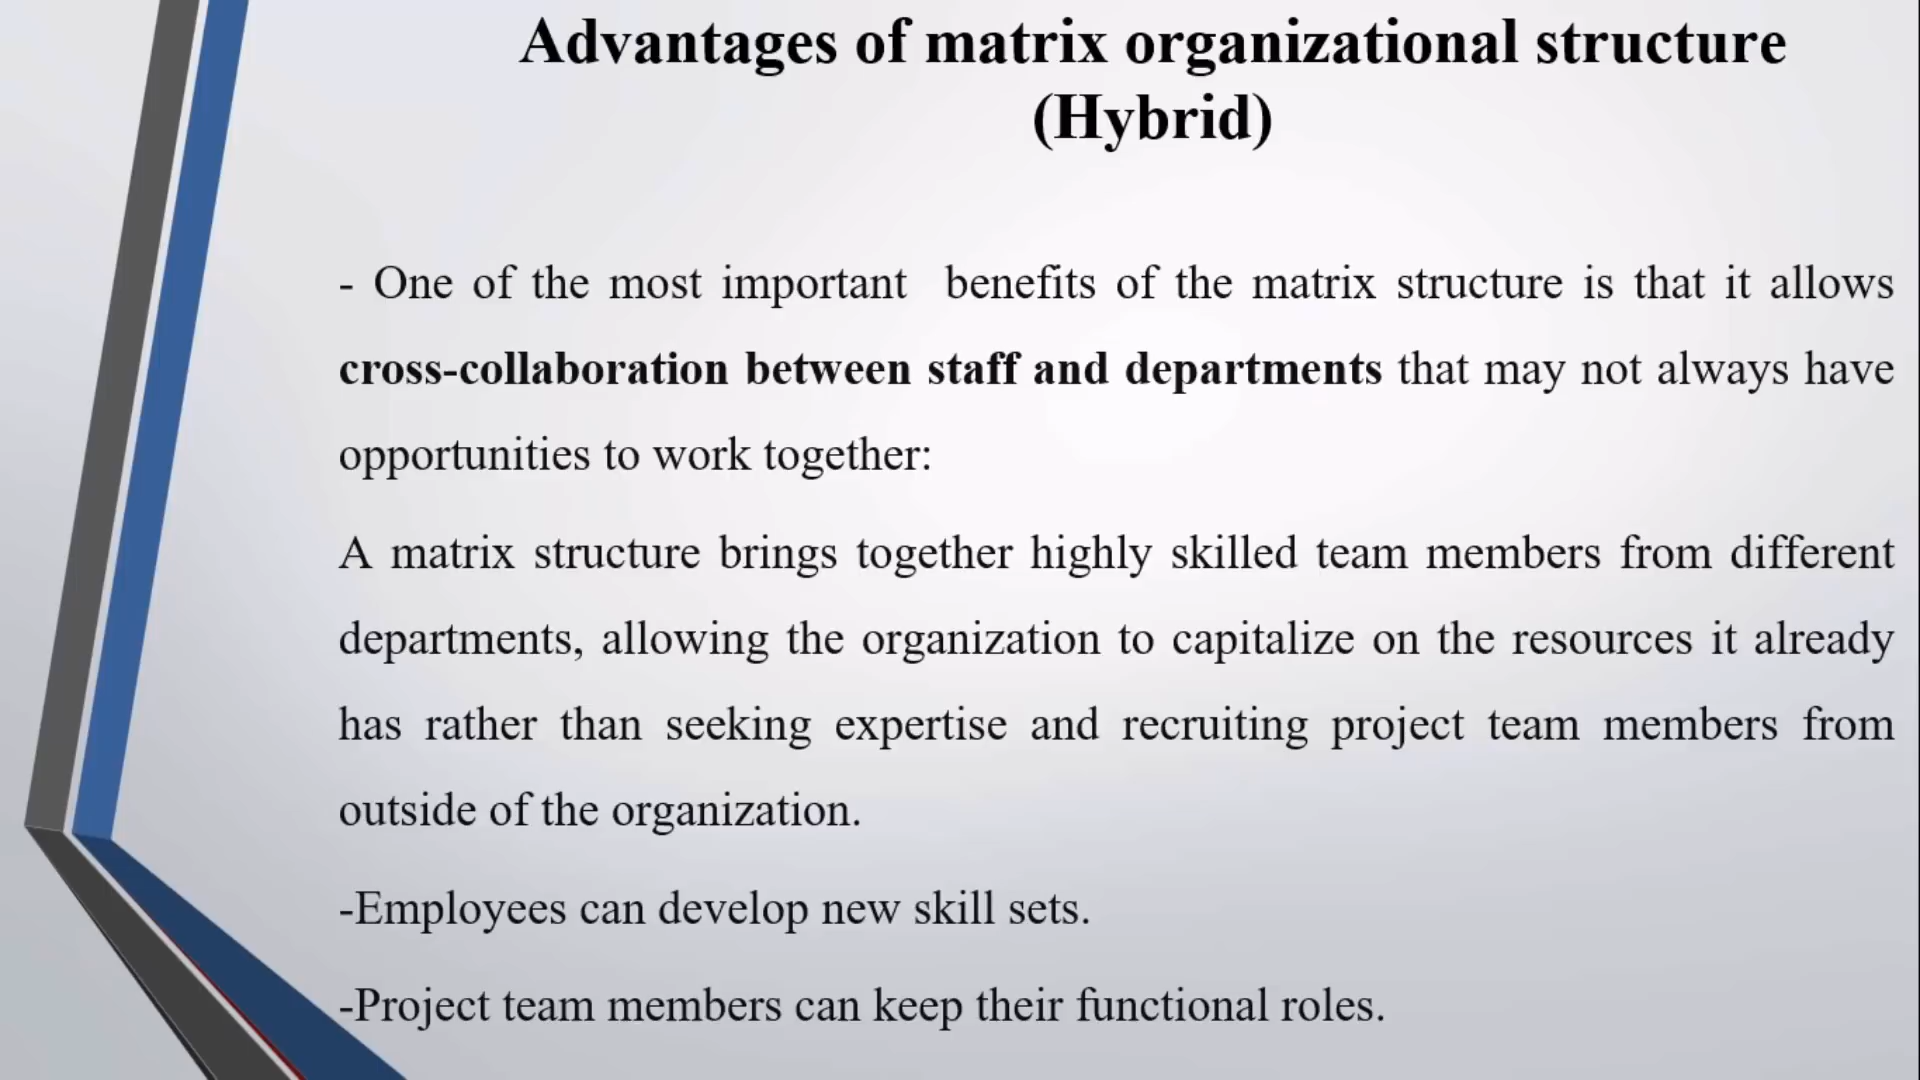 Advantages of matrix organizational structure
(Hybrid)
- One of the most important benefits of the matrix structure is that it allows
cross-collaboration between staff and departments that may not always have
opportunities to work together:
A matrix structure brings together highly skilled team members from different
departments, allowing the organization to capitalize on the resources it already
has rather than seeking expertise and recruiting project team members from
outside of the organization.
-Employees can develop new skill sets.
-Project team members can keep their functional roles.